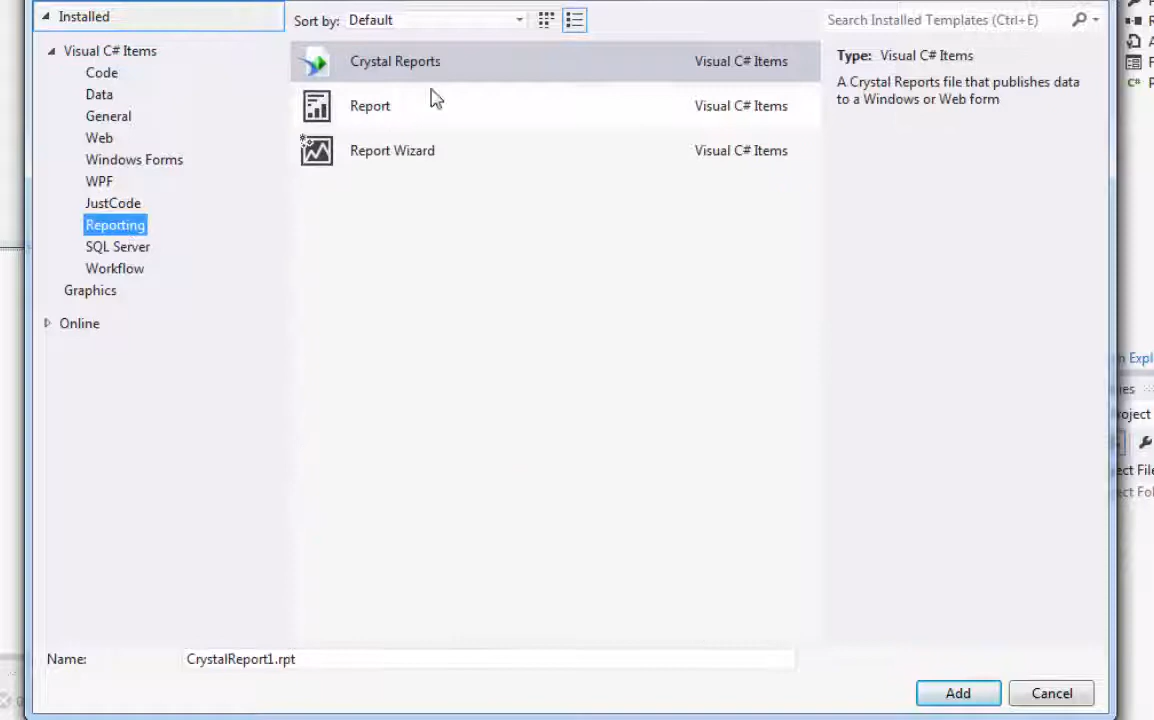 Installed
Sort by: Default
Search Installed Templates (Ctrl+E)
Visual C# Items
Code
Data
General
Web
Windows Forms
WPF
JustCode
Reporting
SQL Server
Workflow
Graphics
Online
Crystal Reports Visual C# Items
Report Visual C# Items
Report Wizard Visual C# Items
Type: Visual C# Items
A Crystal Reports file that publishes data
to a Windows or Web form
Name: CrystalReport1.rpt
Add
Cancel